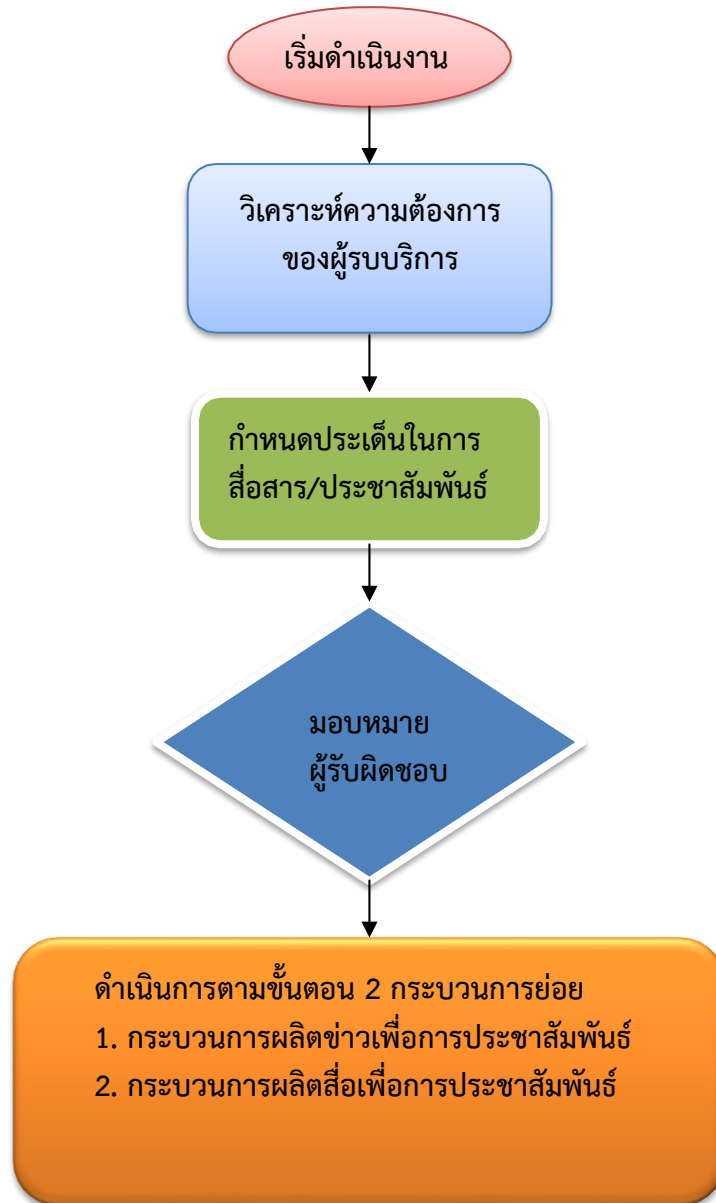 เริ่มดำเนินงาน
วิเคราะห์ความต้องการ
ของผู้รบบริการ
กำหนดประเด็นในการ
สื่อสาร/ประชาสัมพันธ์
มอบหมาย
ผู้รับผิดชอบ
ดำเนินการตามขั้นตอน 2 กระบวนการย่อย
1. กระบวนการผลิตข่าวเพื่อการประชาสัมพันธ์
2. กระบวนการผลิตสื่อเพื่อการประชาสัมพันธ์